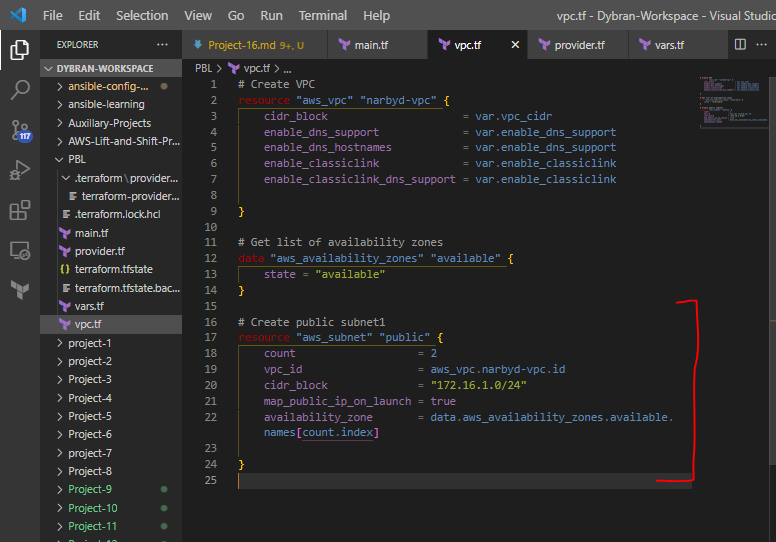 File Edit Selection View Go Run Terminal Help vpc.tf - Dybran-Workspace - Visual Studio
EXPLORER ...
DYBRAN-WORKSPACE
ansible-config-...
ansible-learning
Auxillary-Projects
AWS-Lift-and-Shift-Pr...
117
PBL
.terraform\provider...
terraform-provider...
.terraform.lock.hcl
main.tf
provider.tf
terraform.tfstate
terraform.tfstate.bac...
vars.tf
vpc.tf
project-1
project-2
Project-3
Project-4
Project-5
Project-6
project-7
Project-8
Project-9
Project-10
Project-11
Project-16.md 9+, U main.tf vpc.tf × provider.tf vars.tf ...
PBL > vpc.tf > ...
1 # Create VPC
2 resource "aws_vpc" "narbyd-vpc" {
3 cidr_block = var.vpc_cidr
4 enable_dns_support = var.enable_dns_support
5 enable_dns_hostnames = var.enable_dns_support
6 enable_classiclink = var.enable_classiclink
7 enable_classiclink_dns_support = var.enable_classiclink
8
9 }
10
11 # Get list of availability zones
12 data "aws_availability_zones" "available" {
13 state = "available"
14 }
15
16 # Create public subnet1
17 resource "aws_subnet" "public" {
18 count = 2
19 vpc_id = aws_vpc.narbyd-vpc.id
20 cidr_block = "172.16.1.0/24"
21 map_public_ip_on_launch = true
22 availability_zone = data.aws_availability_zones.available.
names[count.index]
23
24 }
25